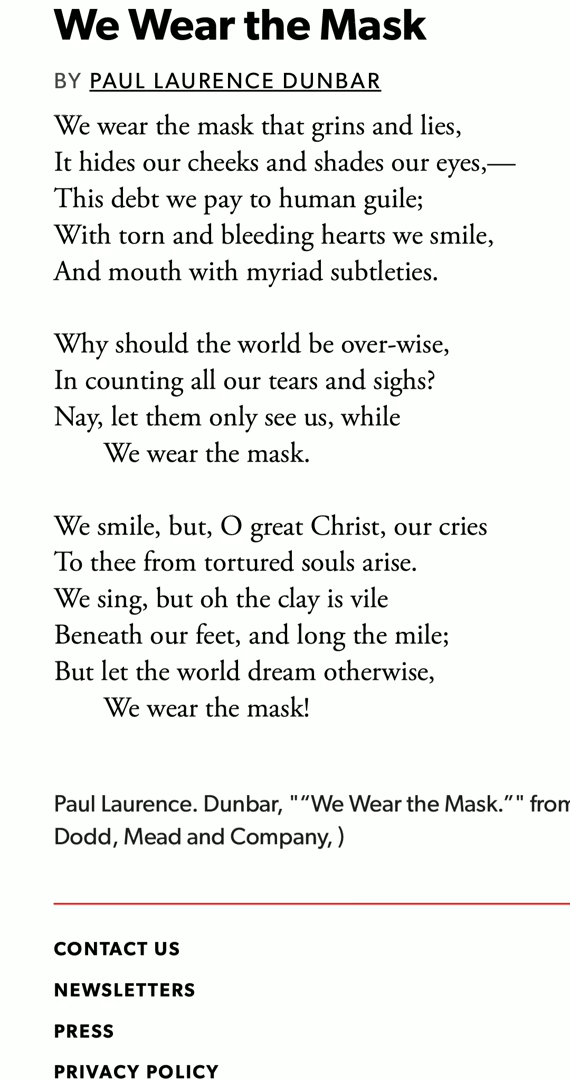 We Wear the Mask
BY PAUL LAURENCE DUNBAR
We wear the mask that grins and lies,
It hides our cheeks and shades our eyes,—
This debt we pay to human guile;
With torn and bleeding hearts we smile,
And mouth with myriad subtleties.
Why should the world be over-wise,
In counting all our tears and sighs?
Nay, let them only see us, while
We wear the mask.
We smile, but, O great Christ, our cries
To thee from tortured souls arise.
We sing, but oh the clay is vile
Beneath our feet, and long the mile;
But let the world dream otherwise,
We wear the mask!
Paul Laurence. Dunbar, "“We Wear the Mask.”" from
Dodd, Mead and Company, )
CONTACT US
NEWSLETTERS
PRESS
PRIVACY POLICY